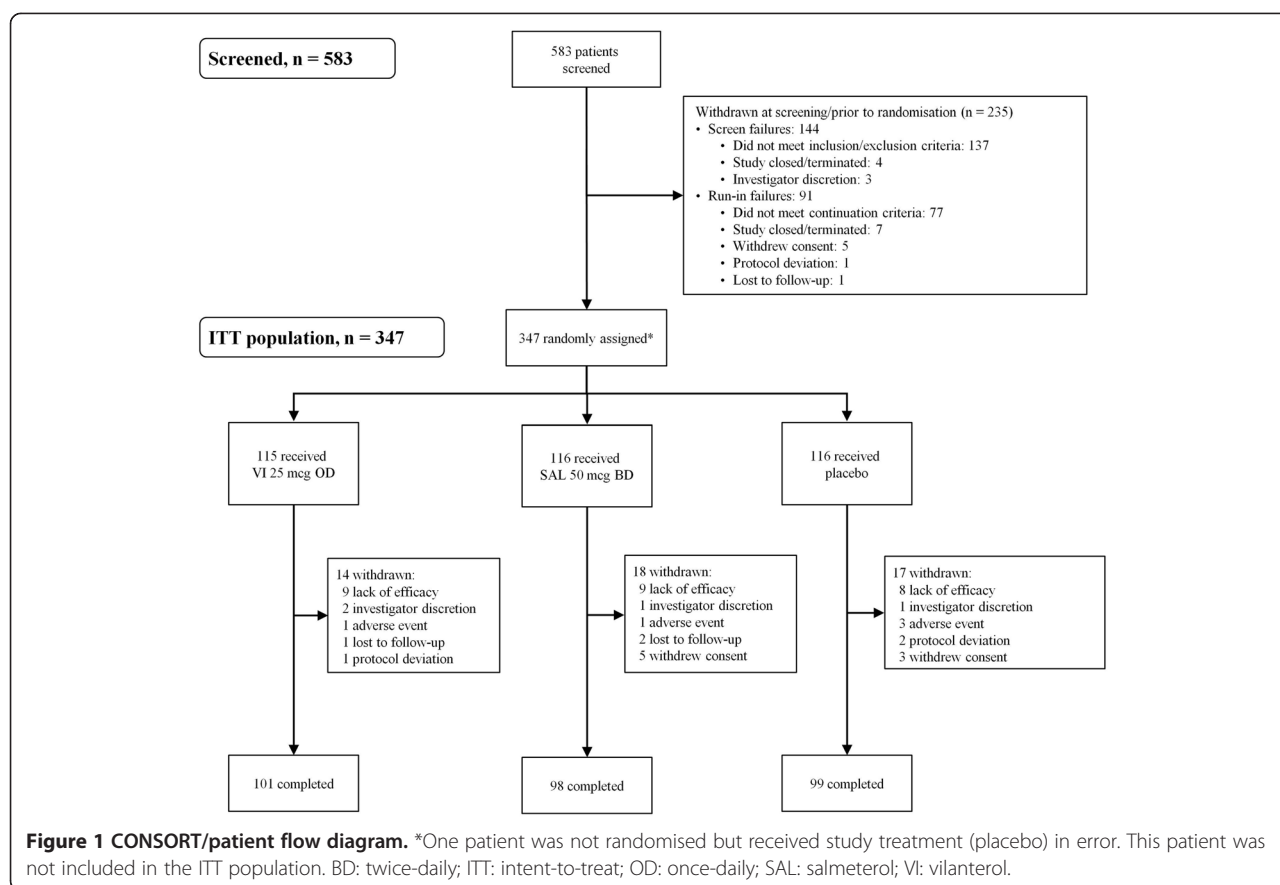 Screened, n = 583
583 patients
screened
Withdrawn at screening/prior to randomisation (n = 235)
• Screen failures: 144
• Did not meet inclusion/exclusion criteria: 137
• Study closed/terminated: 4
• Investigator discretion: 3
• Run-in failures: 91
• Did not meet continuation criteria: 77
• Study closed/terminated: 7
• Withdrew consent: 5
• Protocol deviation: 1
• Lost to follow-up: 1
ITT population, n = 347
347 randomly assigned*
115 received
VI 25 mcg OD
116 received
SAL 50 mcg BD
116 received
placebo
14 withdrawn:
9 lack of efficacy
2 investigator discretion
1 adverse event
1 lost to follow-up
1 protocol deviation
18 withdrawn:
9 lack of efficacy
1 investigator discretion
1 adverse event
2 lost to follow-up
5 withdrew consent
17 withdrawn:
8 lack of efficacy
1 investigator discretion
3 adverse event
2 protocol deviation
3 withdrew consent
101 completed
98 completed
99 completed
Figure 1 CONSORT/patient flow diagram. *One patient was not randomised but received study treatment (placebo) in error. This patient was
not included in the ITT population. BD: twice-daily; ITT: intent-to-treat; OD: once-daily; SAL: salmeterol; VI: vilanterol.